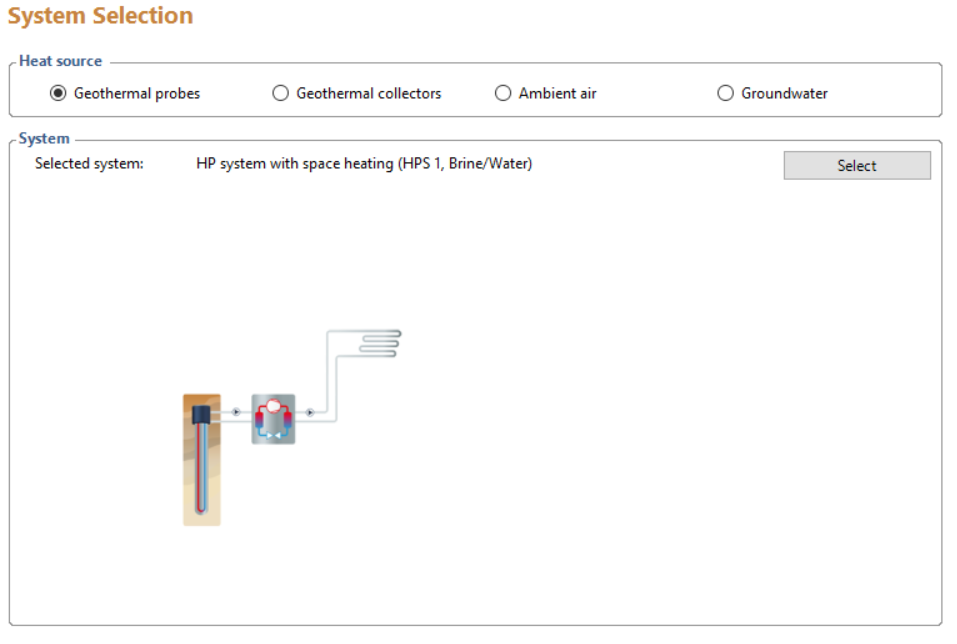 System Selection
Heat source
Geothermal probes Geothermal collectors Ambient air Groundwater
System
Selected system: HP system with space heating (HPS 1, Brine/Water) Select